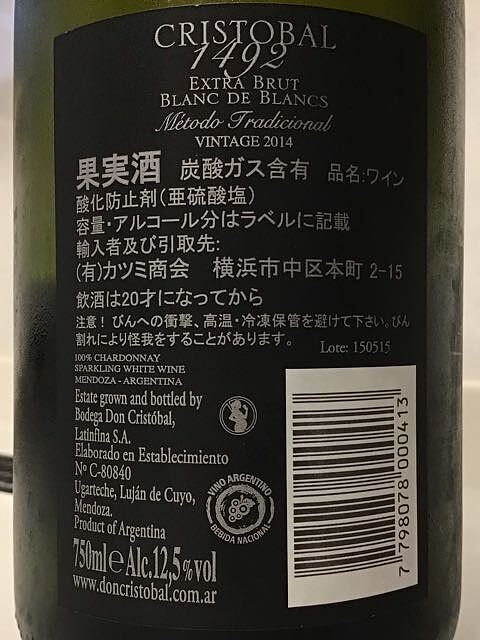 CRISTOBAL
1492
EXTRA BRUT
BLANC DE BLANCS
Método Tradicional
VINTAGE 2014
果実酒 炭酸ガス含有 品名:ワイン
酸化防止剤(亜硫酸塩)
容量・アルコール分はラベルに記載
輸入者及び引取先:
(有)カツミ商会 横浜市中区本町 2-15
飲酒は20才になってから
注意! びんへの衝撃、高温・冷凍保管を避けて下さい。びん
割れにより怪我をすることがあります。
Lote: 150515
100% CHARDONNAY
SPARKLING WHITE WINE
MENDOZA - ARGENTINA
Estate grown and bottled by
Bodega Don Cristóbal,
Latinfina S.A.
Elaborado en Establecimiento
Nº C-80840
Ugarteche, Luján de Cuyo,
Mendoza.
Product of Argentina
750ml e Alc.12,5%vol
www.doncristobal.com.ar
VINO ARGENTINO
BEBIDA NACIONAL
7 798078 000413